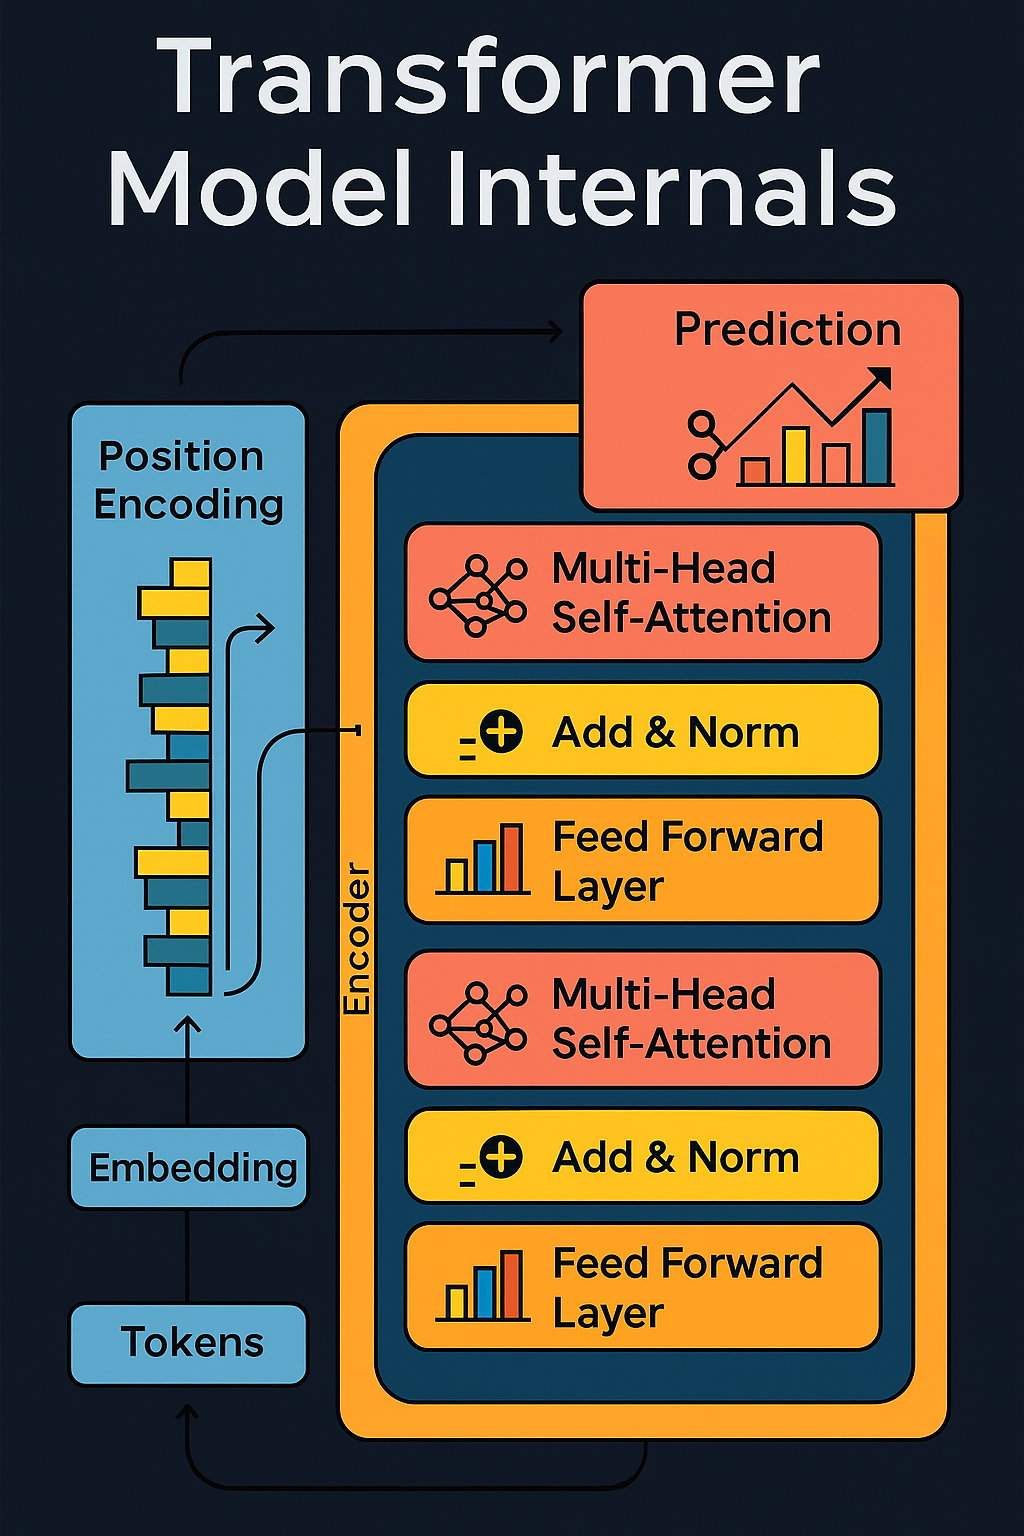 Transformer
Model Internals
Prediction
Position
Encoding
Embedding
Tokens
Encoder
Multi-Head
Self-Attention
Add & Norm
Feed Forward
Layer
Multi-Head
Self-Attention
Add & Norm
Feed Forward
Layer